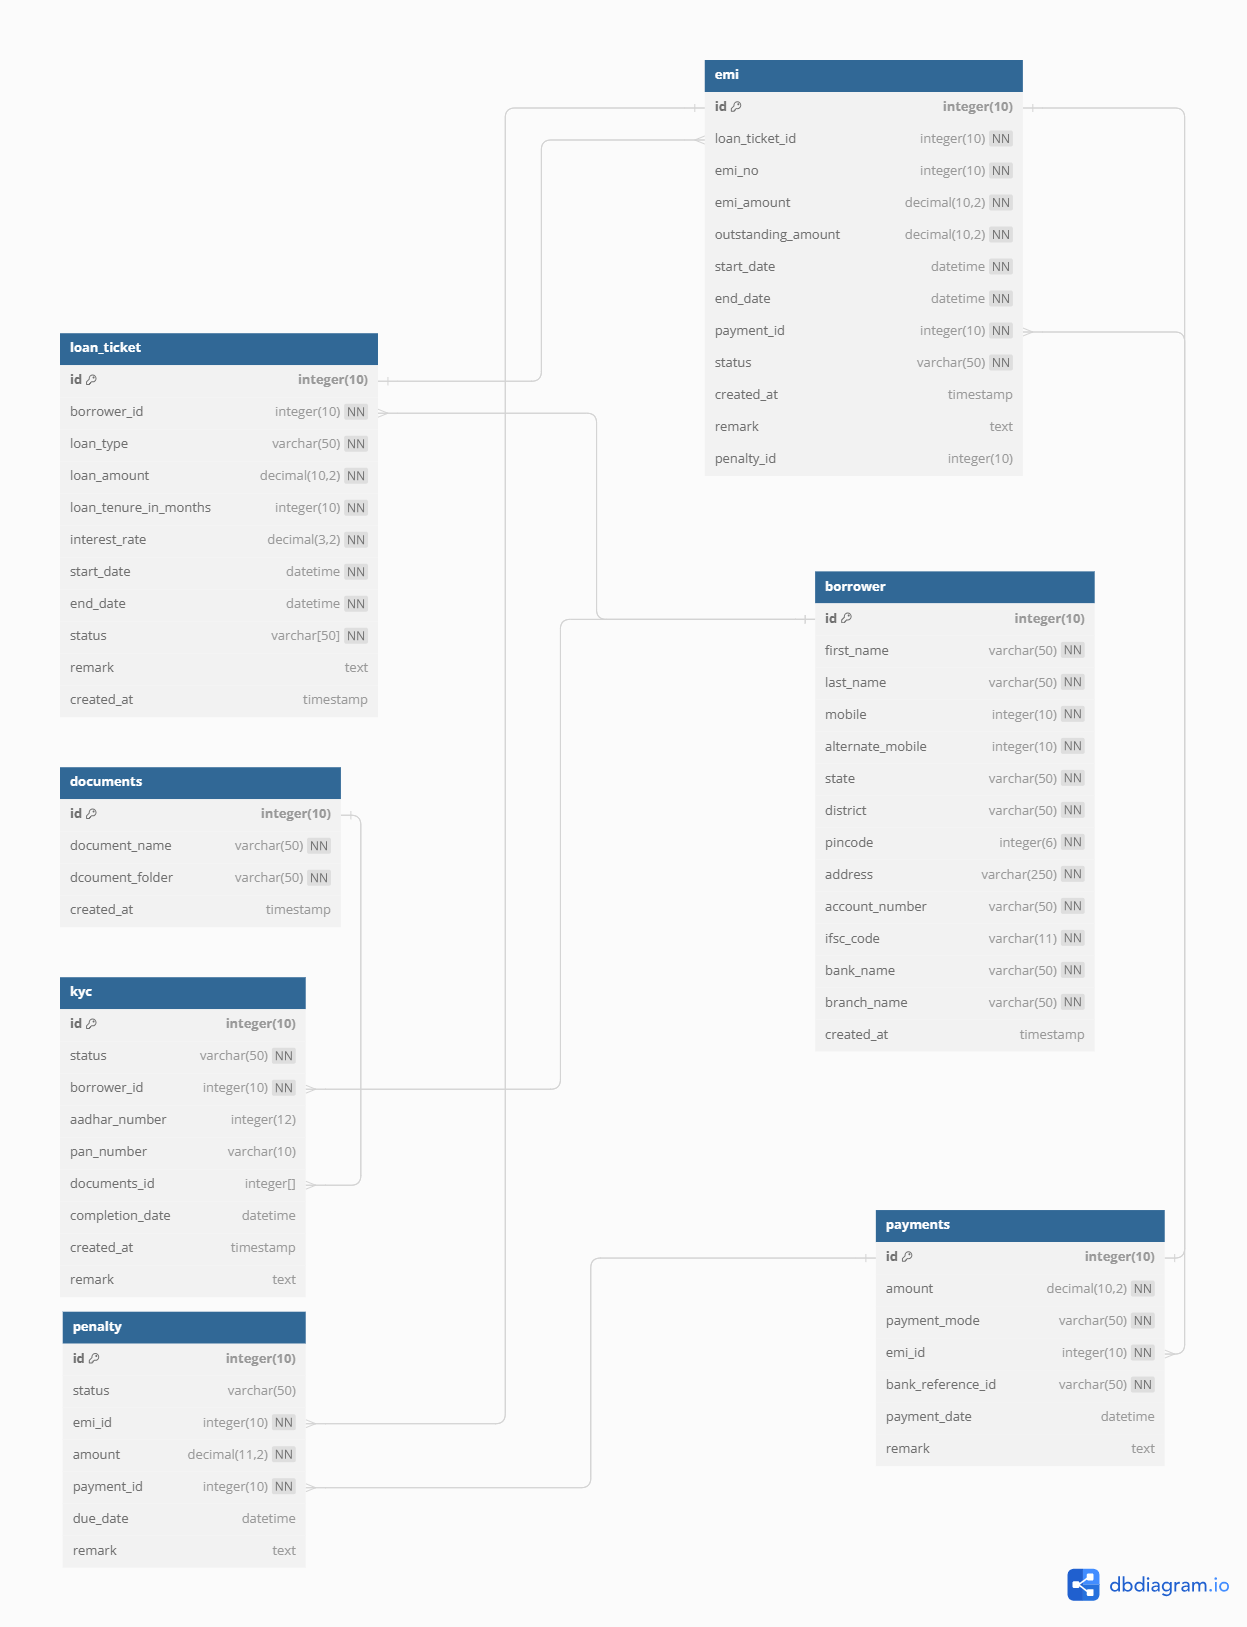 emi
id integer(10)
loan_ticket_id integer(10) NN
emi_no integer(10) NN
emi_amount decimal(10,2) NN
outstanding_amount decimal(10,2) NN
start_date datetime NN
end_date datetime NN
payment_id integer(10) NN
status varchar(50) NN
created_at timestamp
remark text
penalty_id integer(10)
loan_ticket
id integer(10)
borrower_id integer(10) NN
loan_type varchar(50) NN
loan_amount decimal(10,2) NN
loan_tenure_in_months integer(10) NN
interest_rate decimal(3,2) NN
start_date datetime NN
end_date datetime NN
status varchar[50] NN
remark text
created_at timestamp
borrower
id integer(10)
first_name varchar(50) NN
last_name varchar(50) NN
mobile integer(10) NN
alternate_mobile integer(10) NN
state varchar(50) NN
district varchar(50) NN
pincode integer(6) NN
address varchar(250) NN
account_number varchar(50) NN
ifsc_code varchar(11) NN
bank_name varchar(50) NN
branch_name varchar(50) NN
created_at timestamp
documents
id integer(10)
document_name varchar(50) NN
dcoument_folder varchar(50) NN
created_at timestamp
kyc
id integer(10)
status varchar(50) NN
borrower_id integer(10) NN
aadhar_number integer(12)
pan_number varchar(10)
documents_id integer[]
completion_date datetime
created_at timestamp
remark text
payments
id integer(10)
amount decimal(10,2) NN
payment_mode varchar(50) NN
emi_id integer(10) NN
bank_reference_id varchar(50) NN
payment_date datetime
remark text
penalty
id integer(10)
status varchar(50)
emi_id integer(10) NN
amount decimal(11,2) NN
payment_id integer(10) NN
due_date datetime
remark text
dbdiagram.io